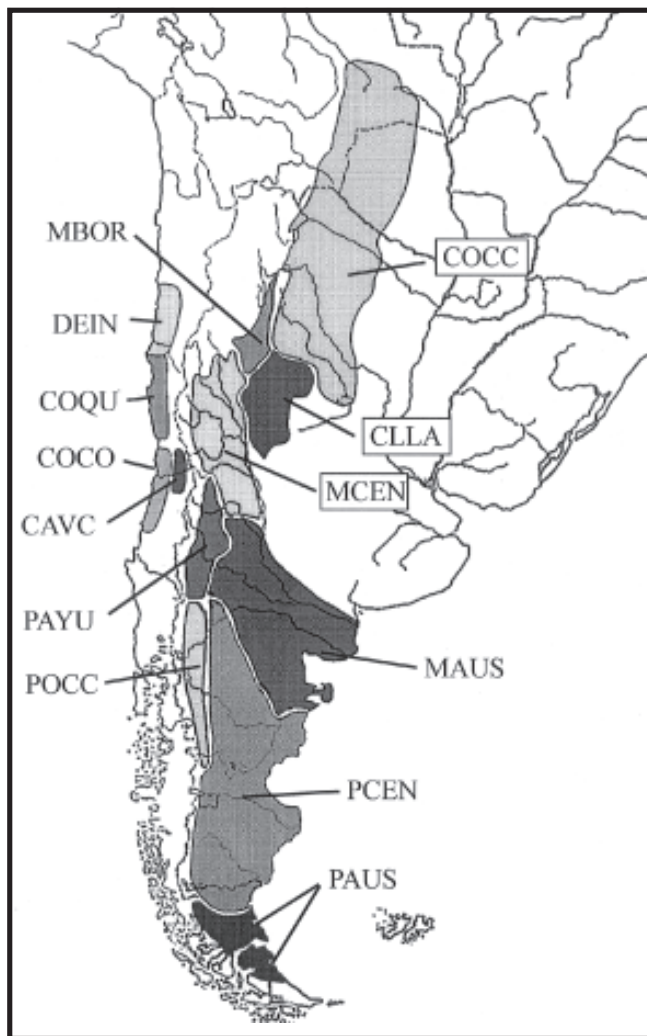 MBOR
COCC
DEIN
COQU
CLLA
COCO
MCEN
CAVC
PAYU
MAUS
POCC
PCEN
PAUS